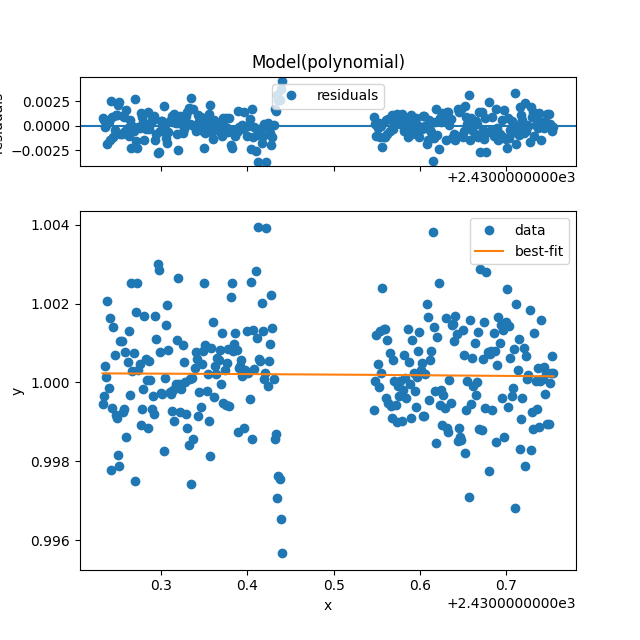 Model(polynomial)
residuals
0.0025
0.0000
−0.0025
residuals
+2.4300000000e3
data
best-fit
1.004
1.002
1.000
0.998
0.996
y
0.3
0.4
0.5
0.6
0.7
x
+2.4300000000e3